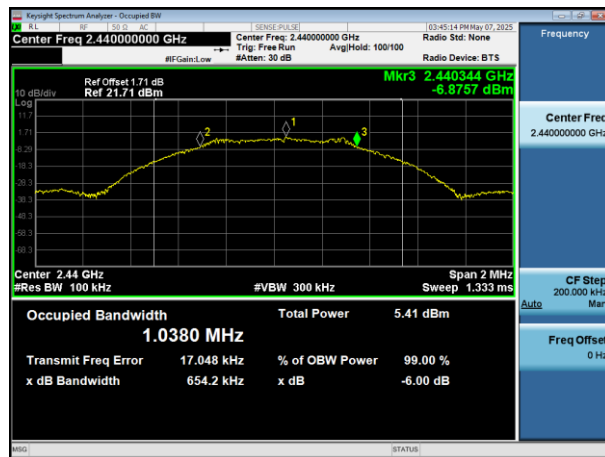 Keysight Spectrum Analyzer - Occupied BW
RL RF 50 Ω AC SENSE:PULSE 03:45:14 PM May 07, 2025
Center Freq 2.440000000 GHz Center Freq: 2.440000000 GHz Radio Std: None
Trig: Free Run Avg|Hold: 100/100
#IFGain:Low #Atten: 30 dB Radio Device: BTS
Mkr3 2.440344 GHz
-6.8757 dBm
Ref Offset 1.71 dB
10 dB/div Ref 21.71 dBm
Log
11.7
1.71
-8.29
-18.3
-28.3
-38.3
-48.3
-58.3
-68.3
2
1
3
Center 2.44 GHz Span 2 MHz
#Res BW 100 kHz #VBW 300 kHz Sweep 1.333 ms
Occupied Bandwidth Total Power 5.41 dBm
1.0380 MHz
Transmit Freq Error 17.048 kHz % of OBW Power 99.00 %
x dB Bandwidth 654.2 kHz x dB -6.00 dB
MSG STATUS
Frequency
Center Freq
2.440000000 GHz
CF Step
200.000 kHz
Auto Man
Freq Offset
0 Hz